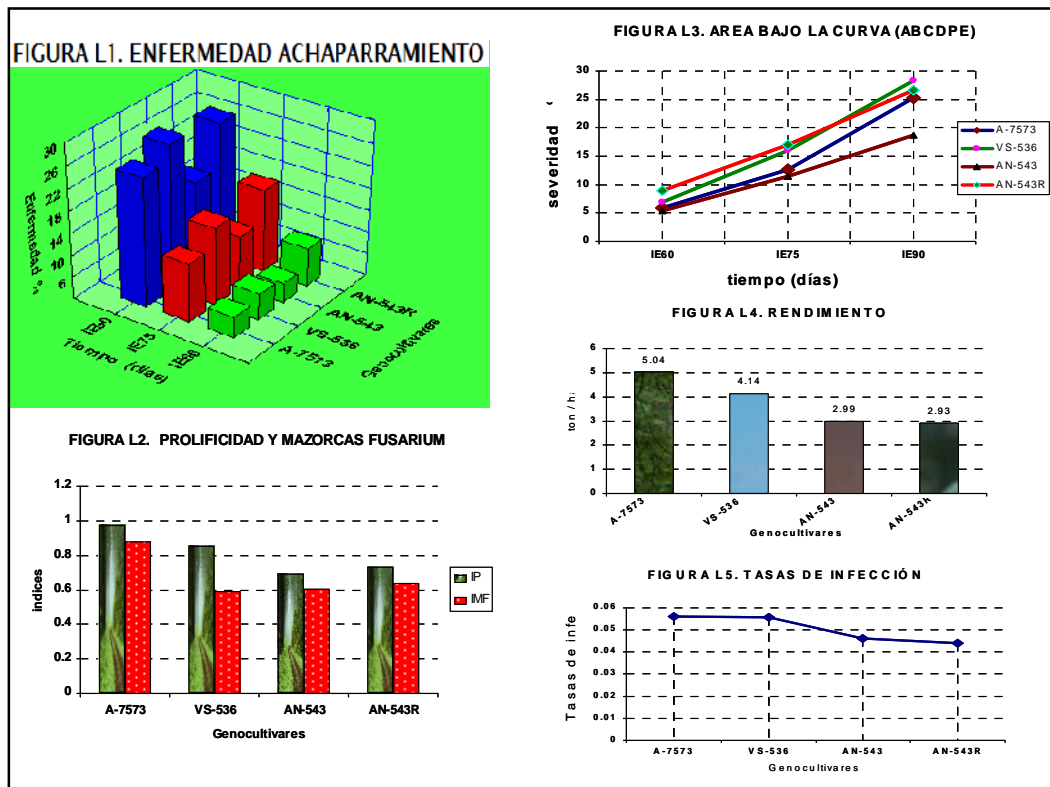 FIGURA L1. ENFERMEDAD ACHAPARRAMIENTO
30
26
22
18
14
10
6
Enfermedad %
IE90
IE75
IE60
Tiempo (días)
A-7573
VS-536
AN-543
AN-543R
Genocultivares
FIGURA L2. PROLIFICIDAD Y MAZORCAS FUSARIUM
1.2
1
0.8
0.6
0.4
0.2
0
indices
A-7573 VS-536 AN-543 AN-543R
Genocultivares
IP
IMF
FIGURA L3. AREA BAJO LA CURVA (ABCDPE)
30
25
20
15
10
5
0
severidad
IE60 IE75 IE90
tiempo (días)
A-7573
VS-536
AN-543
AN-543R
FIGURA L4. RENDIMIENTO
6
5
4
3
2
1
0
ton / h
5.04
4.14
2.99
2.93
A-7573 VS-536 AN-543 AN-543R
Genocultivares
FIGURA L5. TASAS DE INFECCIÓN
0.06
0.05
0.04
0.03
0.02
0.01
0
Tasas de infe
A-7573 VS-536 AN-543 AN-543R
Genocultivares